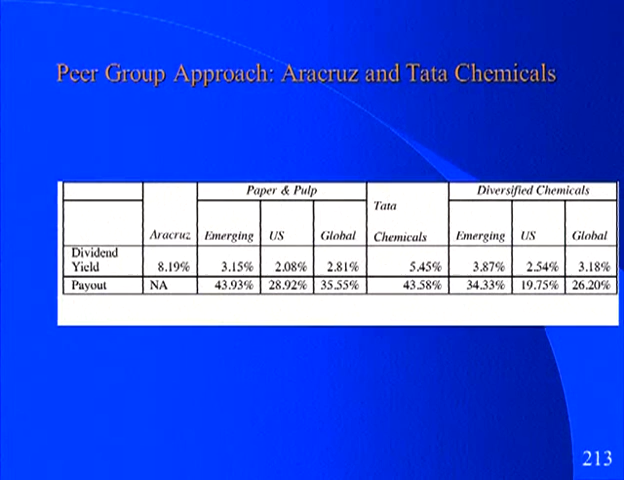 Peer Group Approach: Aracruz and Tata Chemicals
Paper & Pulp Diversified Chemicals
Tata
Aracruz Emerging US Global Chemicals Emerging US Global
Dividend
Yield 8.19% 3.15% 2.08% 2.81% 5.45% 3.87% 2.54% 3.18%
Payout NA 43.93% 28.92% 35.55% 43.58% 34.33% 19.75% 26.20%
213